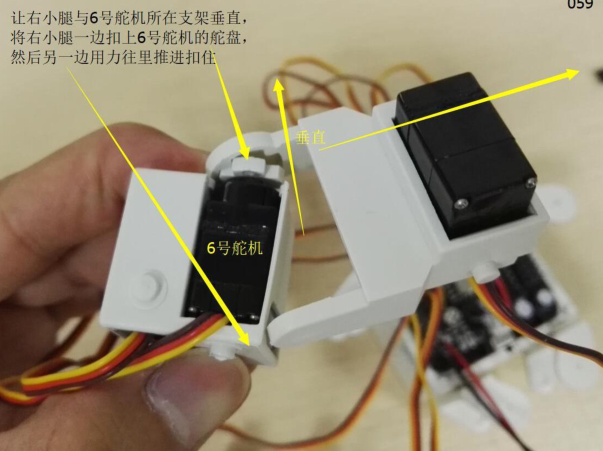 059
让右小腿与6号舵机所在支架垂直，
将右小腿一边扣上6号舵机的舵盘，
然后另一边用力往里推进扣住
垂直
6号舵机